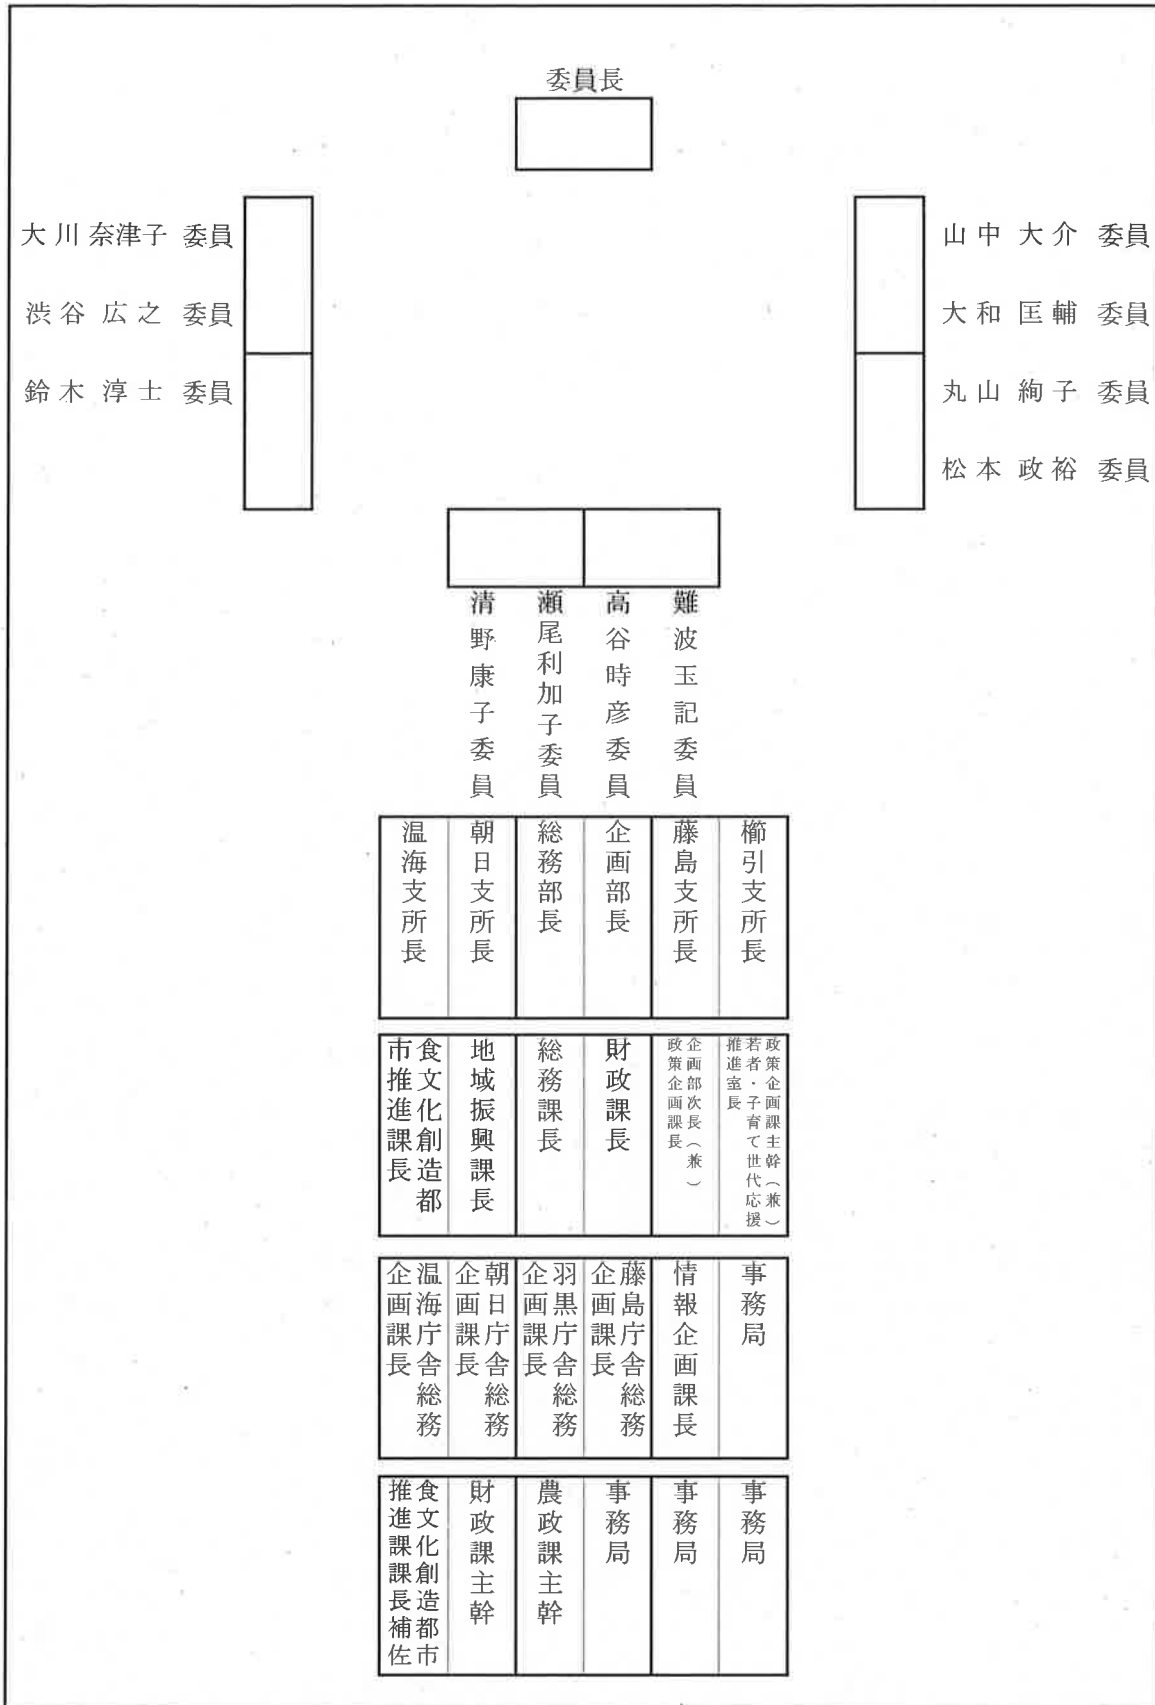 委員長
大川 奈津子 委員
渋谷 広之 委員
鈴木 淳士 委員
山中 大介 委員
大和 匡輔 委員
丸山 絢子 委員
松本 政裕 委員
清野康子委員
瀬尾利加子委員
高谷時彦委員
難波玉記委員
温海支所長
朝日支所長
総務部長
企画部長
藤島支所長
櫛引支所長
食文化創造都
市推進課長
地域振興課長
総務課長
財政課長
企画部次長（兼）
政策企画課長
政策企画課主幹（兼）
若者・子育て世代応援
推進室長
温海庁舎総務
企画課長
朝日庁舎総務
企画課長
羽黒庁舎総務
企画課長
藤島庁舎総務
企画課長
情報企画課長
事務局
食文化創造都市
推進課課長補佐
財政課主幹
農政課主幹
事務局
事務局
事務局